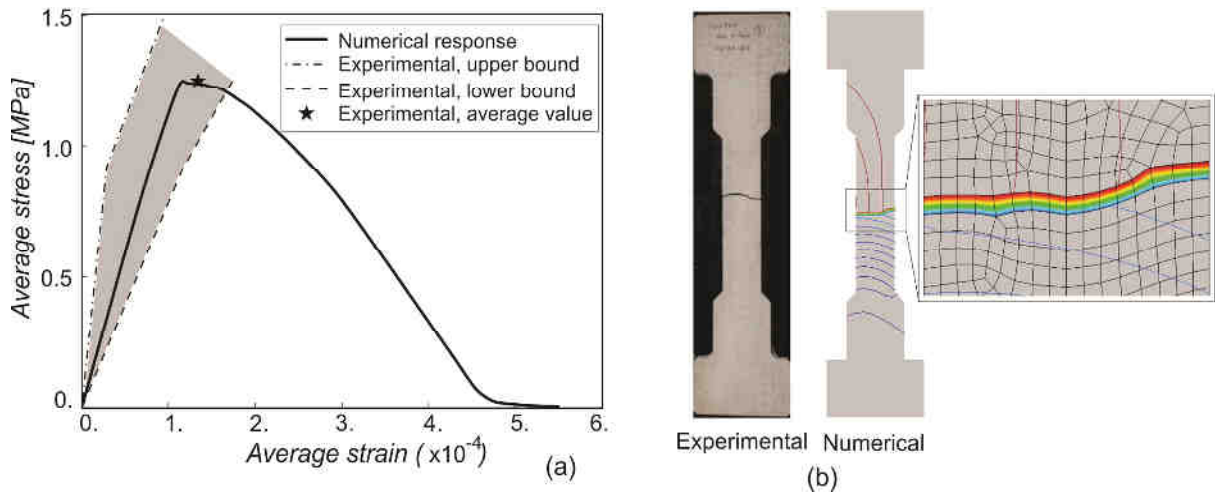 1.5
1.0
0.5
0.
Average stress [MPa]
Numerical response
Experimental, upper bound
Experimental, lower bound
Experimental, average value
0. 1. 2. 3. 4. 5. 6.
Average strain ( x10-4)
(a)
Experimental
Numerical
(b)